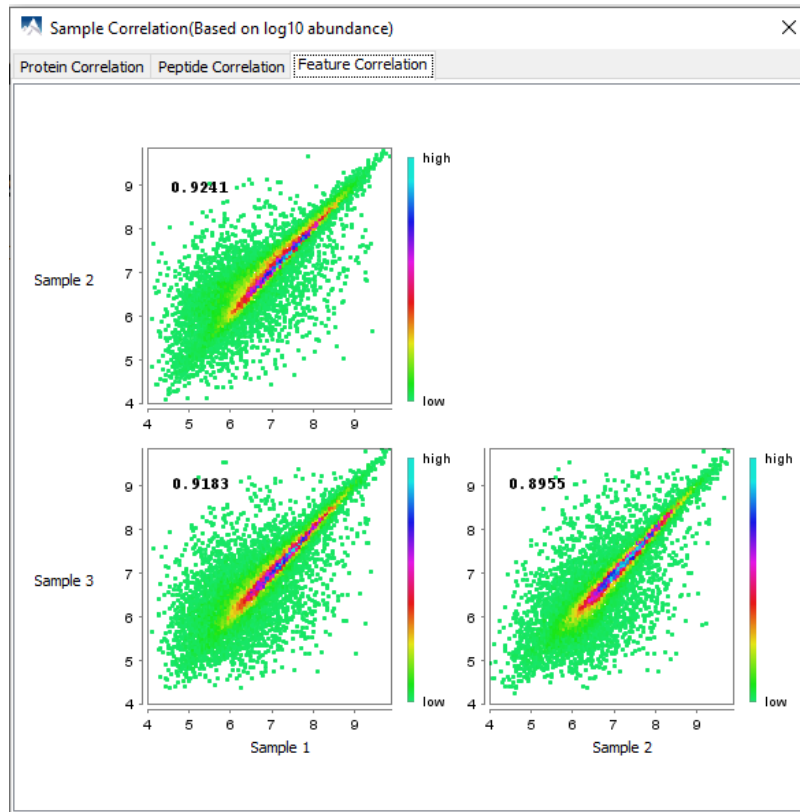 Sample Correlation(Based on log10 abundance)
Protein Correlation Peptide Correlation Feature Correlation
0.9241
high
9
8
7
6
5
4
Sample 2
low
4 5 6 7 8 9
0.9183
high
9
8
7
6
5
4
Sample 3
low
4 5 6 7 8 9
Sample 1
0.8955
high
9
8
7
6
5
4
low
4 5 6 7 8 9
Sample 2